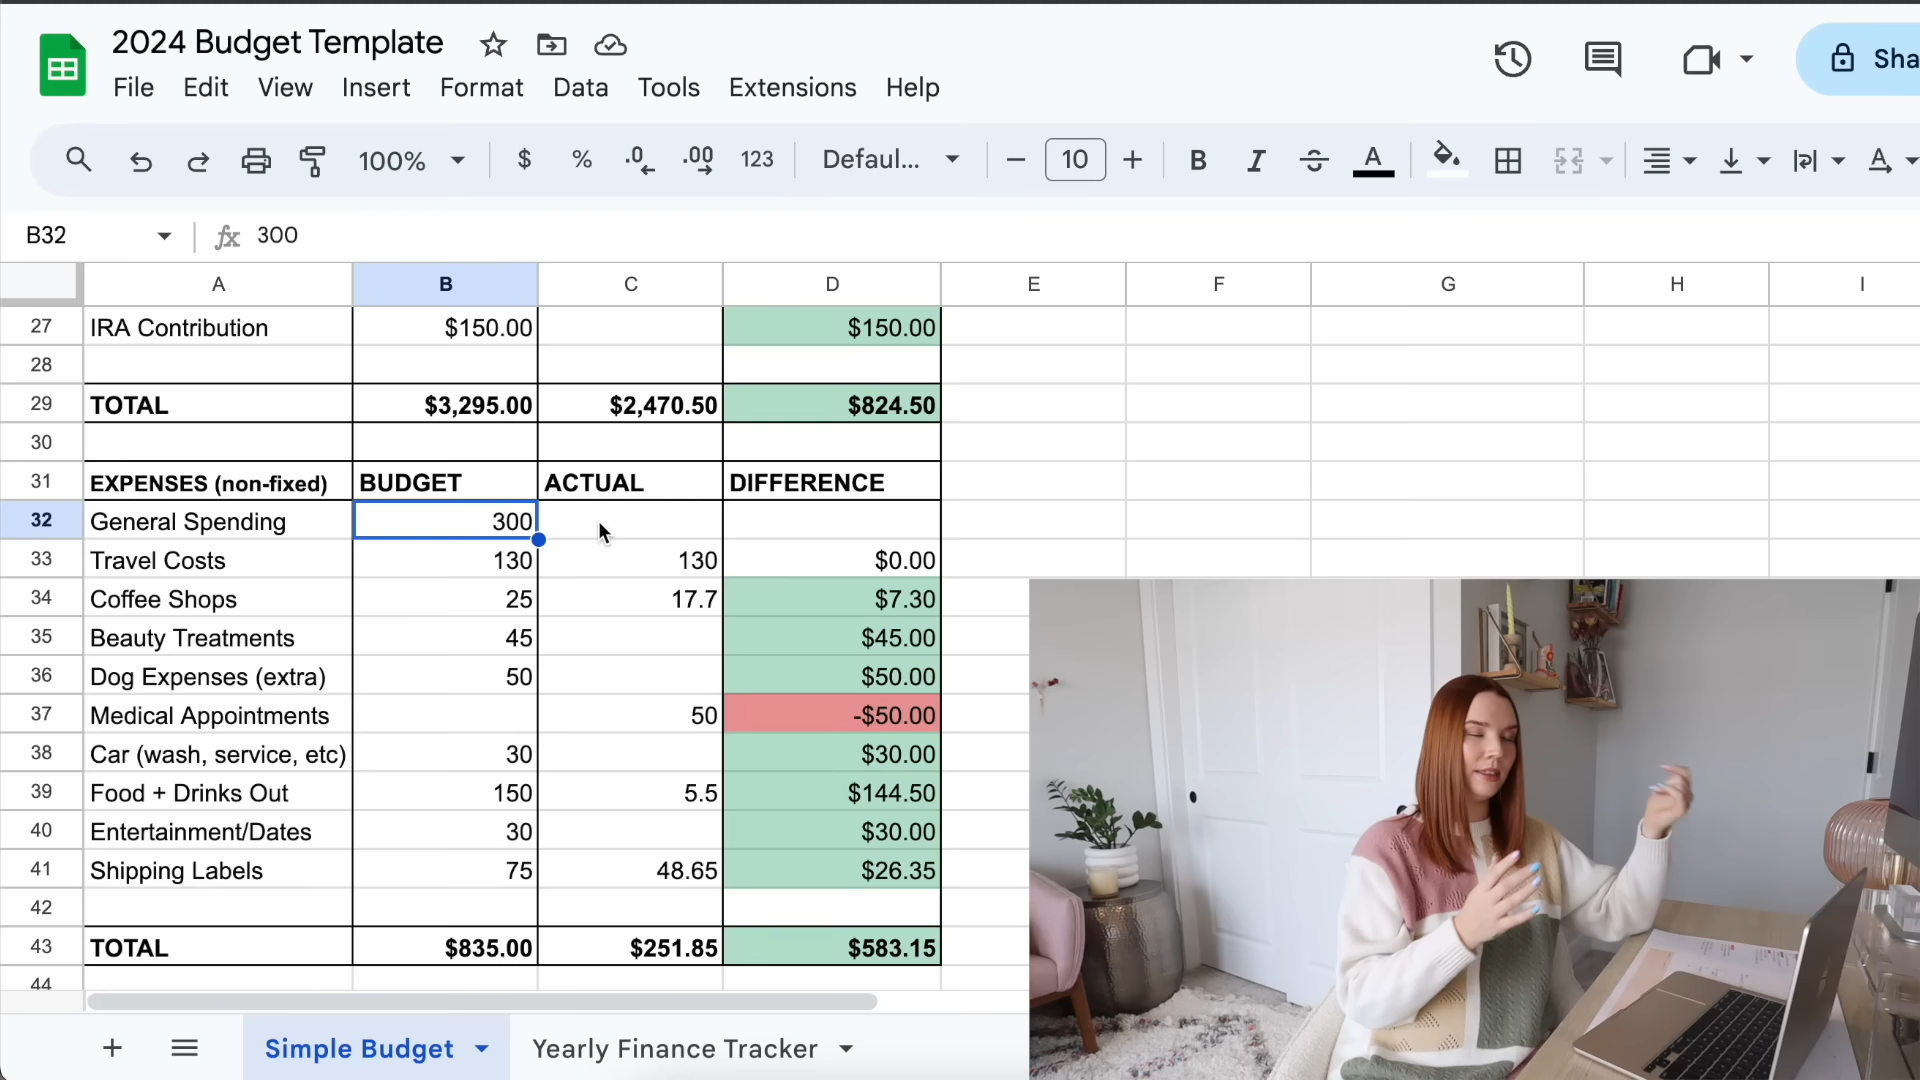 2024 Budget Template
File Edit View Insert Format Data Tools Extensions Help
Sha
100% $ % .0 .00 123 Defaul... 10 B I A A
B32 fx 300
A B C D E F G H I
27 IRA Contribution $150.00 $150.00
28
29 TOTAL $3,295.00 $2,470.50 $824.50
30
31 EXPENSES (non-fixed) BUDGET ACTUAL DIFFERENCE
32 General Spending 300
33 Travel Costs 130 130 $0.00
34 Coffee Shops 25 17.7 $7.30
35 Beauty Treatments 45 $45.00
36 Dog Expenses (extra) 50 $50.00
37 Medical Appointments 50 -$50.00
38 Car (wash, service, etc) 30 $30.00
39 Food + Drinks Out 150 5.5 $144.50
40 Entertainment/Dates 30 $30.00
41 Shipping Labels 75 48.65 $26.35
42
43 TOTAL $835.00 $251.85 $583.15
44
Simple Budget Yearly Finance Tracker